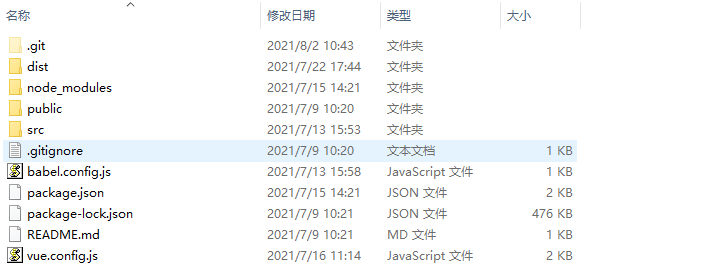 名称 修改日期 类型 大小
.git 2021/8/2 10:43 文件夹
dist 2021/7/22 17:44 文件夹
node_modules 2021/7/15 14:21 文件夹
public 2021/7/9 10:20 文件夹
src 2021/7/13 15:53 文件夹
.gitignore 2021/7/9 10:20 文本文档 1 KB
babel.config.js 2021/7/13 15:58 JavaScript 文件 1 KB
package.json 2021/7/15 14:21 JSON 文件 2 KB
package-lock.json 2021/7/9 10:21 JSON 文件 476 KB
README.md 2021/7/9 10:21 MD 文件 1 KB
vue.config.js 2021/7/16 11:14 JavaScript 文件 2 KB